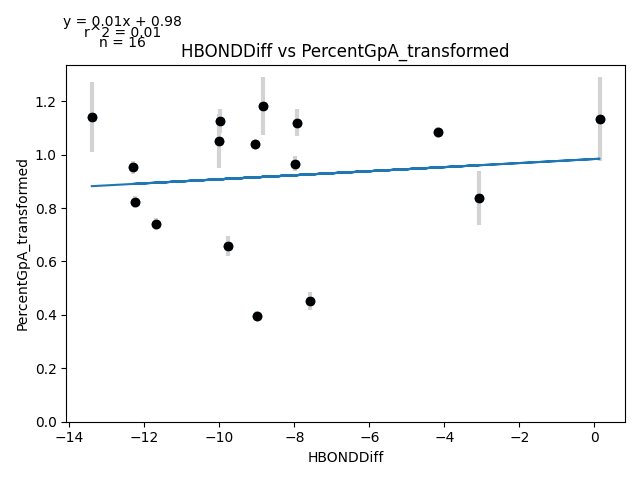 y = 0.01x + 0.98
r^2 = 0.01
n = 16
HBONDDiff vs PercentGpA_transformed
PercentGpA_transformed
1.2
1.0
0.8
0.6
0.4
0.2
0.0
−14 −12 −10 −8 −6 −4 −2 0
HBONDDiff